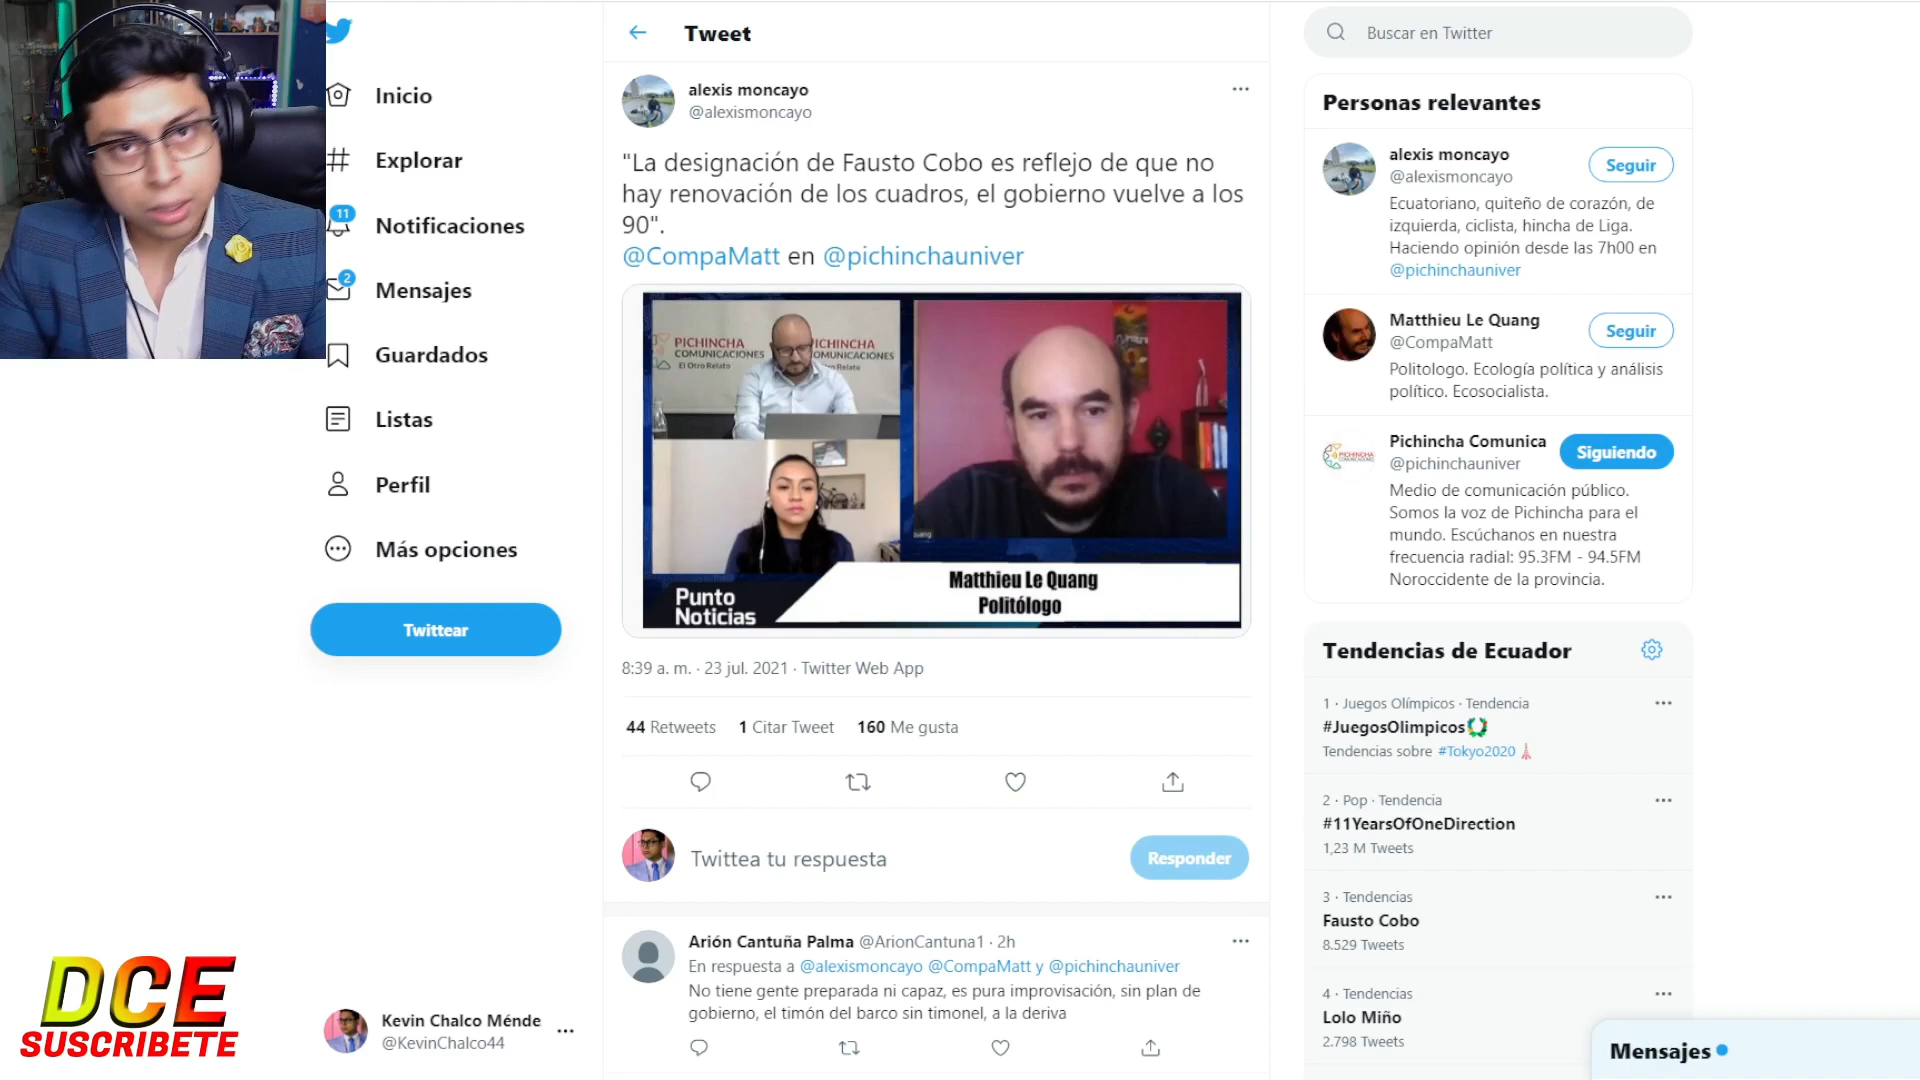 Inicio
Explorar
11
Notificaciones
2
Mensajes
Guardados
Listas
Perfil
Más opciones
Twittear
Kevin Chalco Ménde
@KevinChalco44
DCE
SUSCRIBETE
Tweet
alexis moncayo
@alexismoncayo
"La designación de Fausto Cobo es reflejo de que no
hay renovación de los cuadros, el gobierno vuelve a los
90".
@CompaMatt en @pichinchauniver
PICHINCHA
COMUNICACIONES
El Otro Relato
PICHINCHA
COMUNICACIONES
Otro Relato
Matthieu Le Quang
Politólogo
Punto
Noticias
8:39 a. m. · 23 jul. 2021 · Twitter Web App
44 Retweets 1 Citar Tweet 160 Me gusta
Twittea tu respuesta
Responder
Arión Cantuña Palma @ArionCantuna1 · 2h
En respuesta a @alexismoncayo @CompaMatt y @pichinchauniver
No tiene gente preparada ni capaz, es pura improvisación, sin plan de
gobierno, el timón del barco sin timonel, a la deriva
Buscar en Twitter
Personas relevantes
alexis moncayo
@alexismoncayo
Seguir
Ecuatoriano, quiteño de corazón, de
izquierda, ciclista, hincha de Liga.
Haciendo opinión desde las 7h00 en
@pichinchauniver
Matthieu Le Quang
@CompaMatt
Seguir
Politologo. Ecología política y análisis
político. Ecosocialista.
Pichincha Comunica
@pichinchauniver
Siguiendo
Medio de comunicación público.
Somos la voz de Pichincha para el
mundo. Escúchanos en nuestra
frecuencia radial: 95.3FM - 94.5FM
Noroccidente de la provincia.
Tendencias de Ecuador
1 · Juegos Olímpicos · Tendencia
#JuegosOlimpicos
Tendencias sobre #Tokyo2020
2 · Pop · Tendencia
#11YearsOfOneDirection
1,23 M Tweets
3 · Tendencias
Fausto Cobo
8.529 Tweets
4 · Tendencias
Lolo Miño
2.798 Tweets
Mensajes